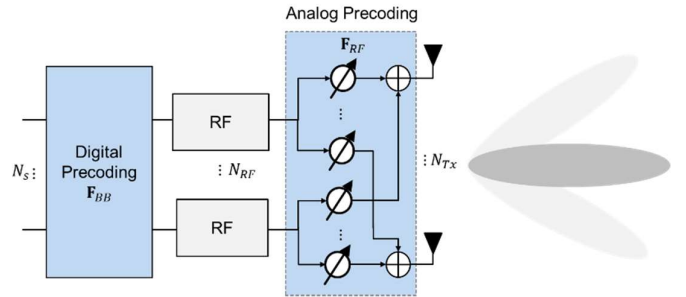 Analog Precoding
F_RF
RF
Digital
Precoding
F_BB
N_s ⋮
⋮ N_RF
⋮ N_Tx
RF
⋮
⋮